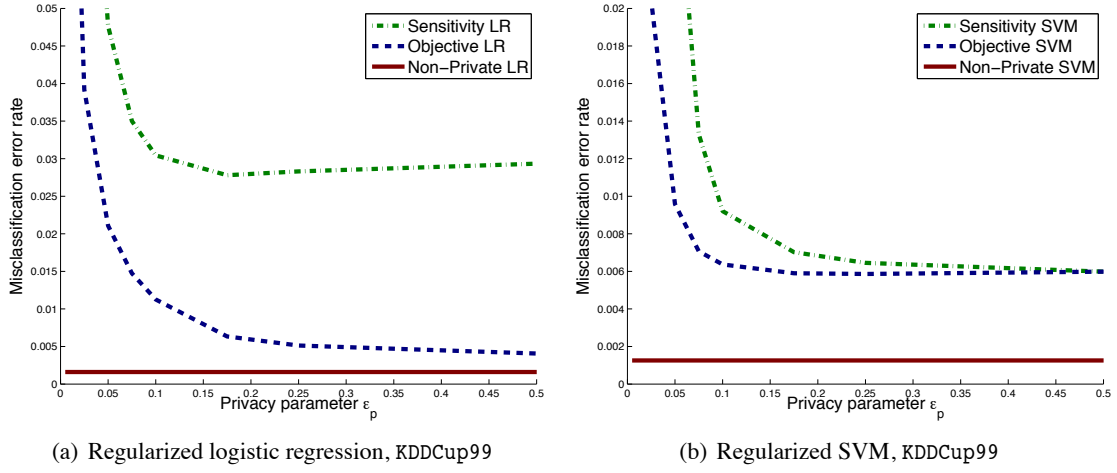 Misclassification error rate
0.05
0.045
0.04
0.035
0.03
0.025
0.02
0.015
0.01
0.005
0
Sensitivity LR
Objective LR
Non−Private LR
0 0.05 0.1 0.15 0.2 0.25 0.3 0.35 0.4 0.45 0.5
Privacy parameter εp
(a) Regularized logistic regression, KDDCup99
Misclassification error rate
0.02
0.018
0.016
0.014
0.012
0.01
0.008
0.006
0.004
0.002
0
Sensitivity SVM
Objective SVM
Non−Private SVM
0 0.05 0.1 0.15 0.2 0.25 0.3 0.35 0.4 0.45 0.5
Privacy parameter εp
(b) Regularized SVM, KDDCup99